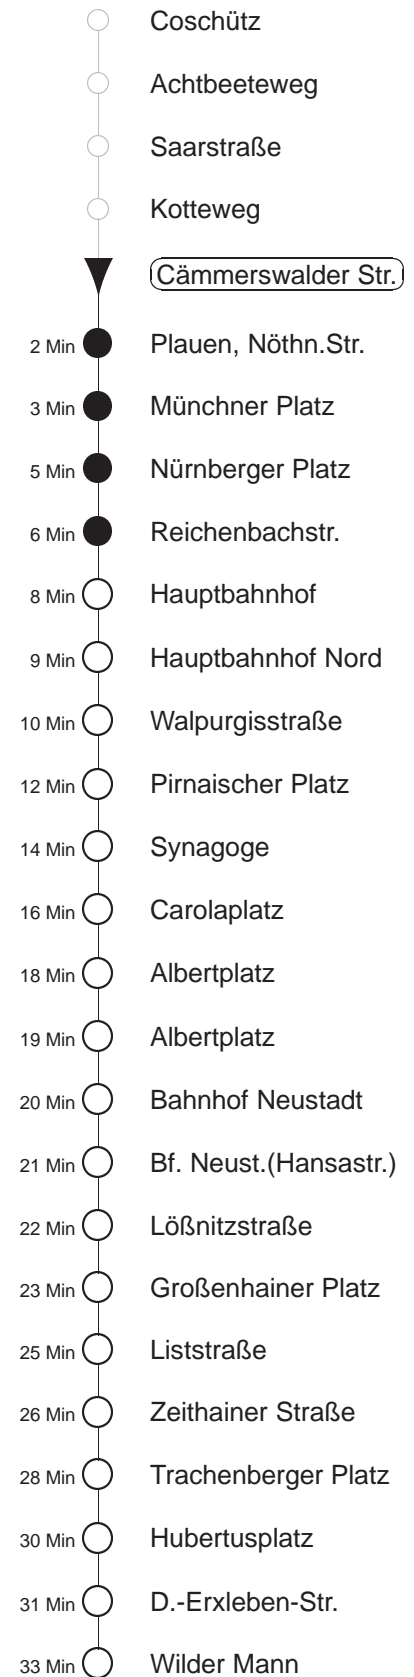 Coschütz
Achtbeeteweg
Saarstraße
Kotteweg
Cämmerswalder Str.
2 Min Plauen, Nöthn.Str.
3 Min Münchner Platz
5 Min Nürnberger Platz
6 Min Reichenbachstr.
8 Min Hauptbahnhof
9 Min Hauptbahnhof Nord
10 Min Walpurgisstraße
12 Min Pirnaischer Platz
14 Min Synagoge
16 Min Carolaplatz
18 Min Albertplatz
19 Min Albertplatz
20 Min Bahnhof Neustadt
21 Min Bf. Neust.(Hansastr.)
22 Min Lößnitzstraße
23 Min Großenhainer Platz
25 Min Liststraße
26 Min Zeithainer Straße
28 Min Trachenberger Platz
30 Min Hubertusplatz
31 Min D.-Erxleben-Str.
33 Min Wilder Mann